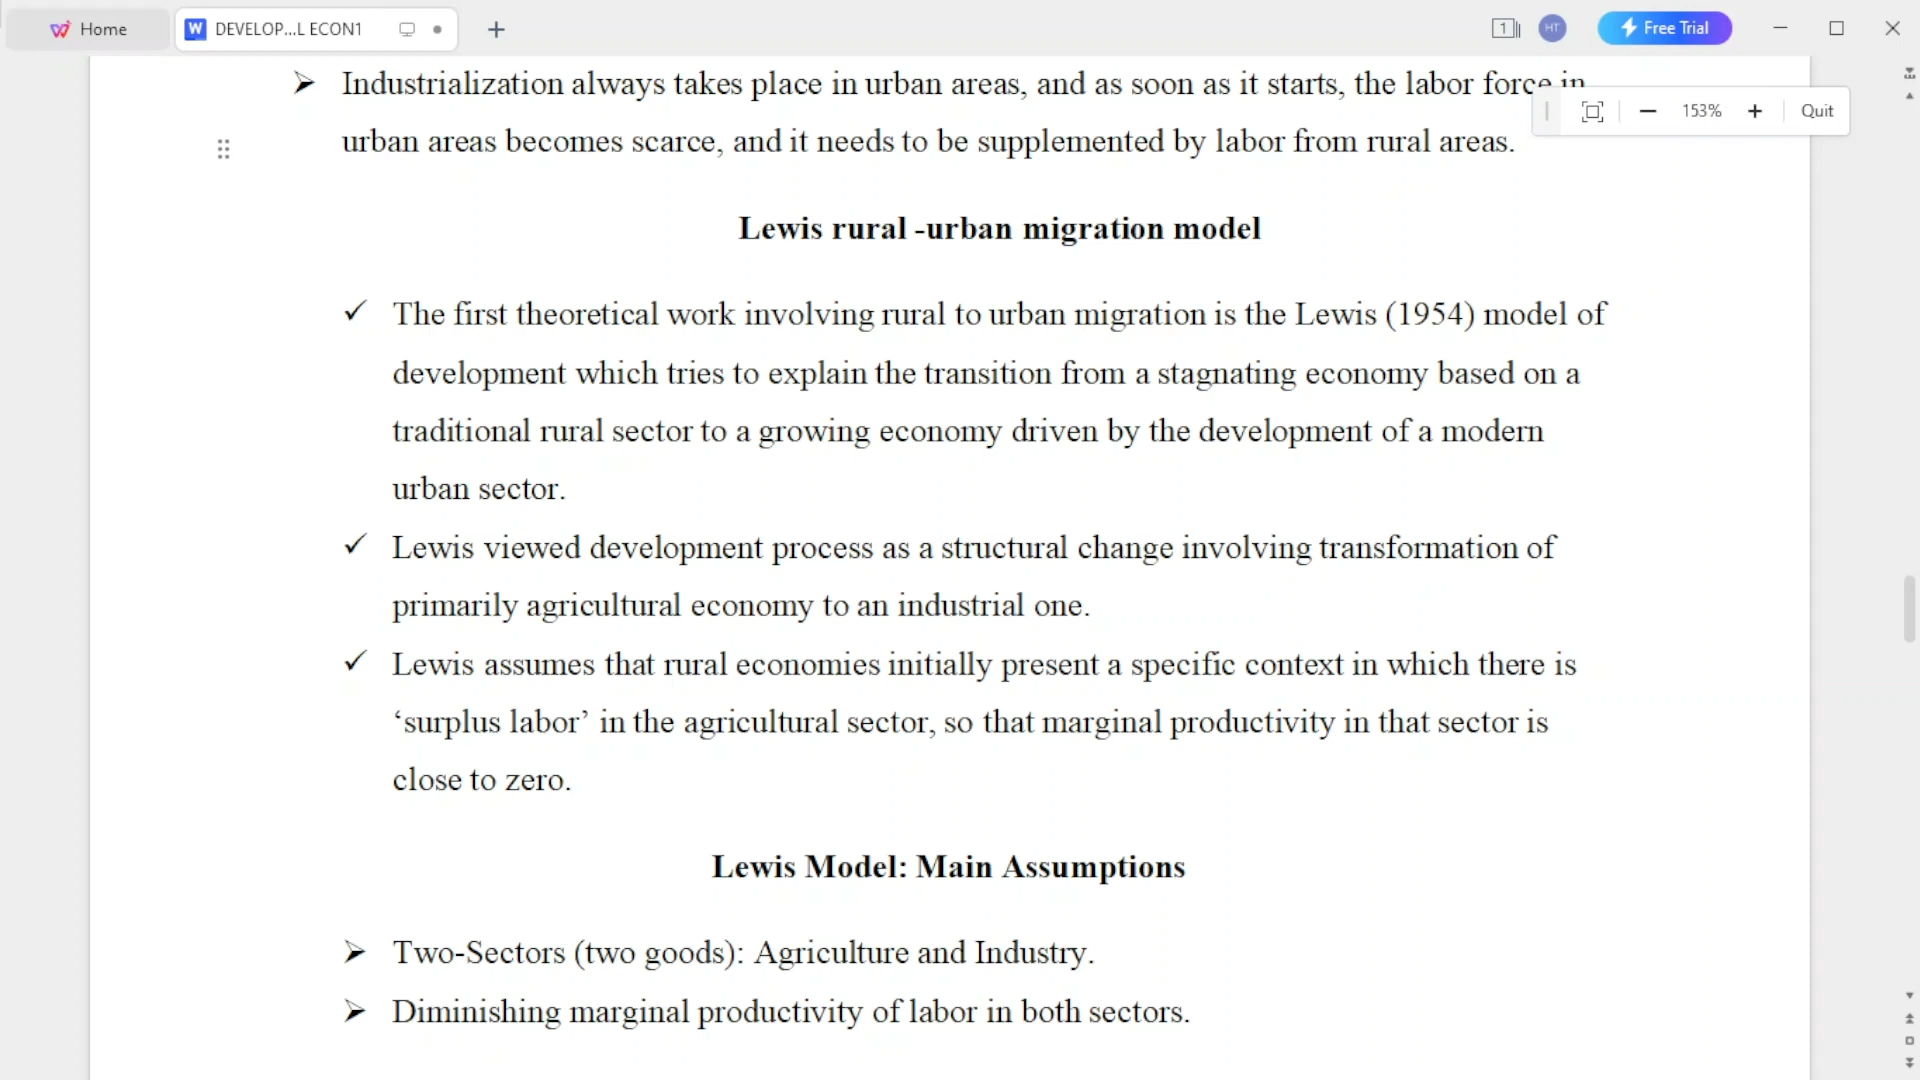 Home
DEVELOP...L ECON1
1
HT
Free Trial
➤ Industrialization always takes place in urban areas, and as soon as it starts, the labor force in
153%
Quit
urban areas becomes scarce, and it needs to be supplemented by labor from rural areas.
Lewis rural -urban migration model
✓ The first theoretical work involving rural to urban migration is the Lewis (1954) model of
development which tries to explain the transition from a stagnating economy based on a
traditional rural sector to a growing economy driven by the development of a modern
urban sector.
✓ Lewis viewed development process as a structural change involving transformation of
primarily agricultural economy to an industrial one.
✓ Lewis assumes that rural economies initially present a specific context in which there is
‘surplus labor’ in the agricultural sector, so that marginal productivity in that sector is
close to zero.
Lewis Model: Main Assumptions
➤ Two-Sectors (two goods): Agriculture and Industry.
➤ Diminishing marginal productivity of labor in both sectors.